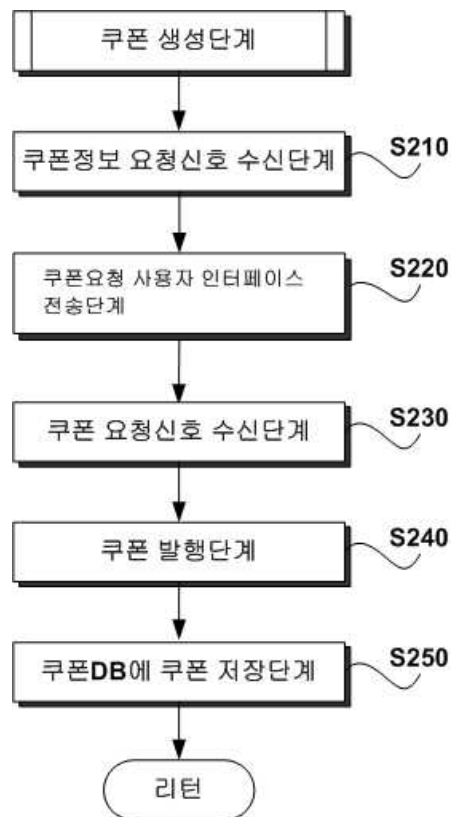 쿠폰 생성단계
쿠폰정보 요청신호 수신단계
S210
쿠폰요청 사용자 인터페이스
전송단계
S220
쿠폰 요청신호 수신단계
S230
쿠폰 발행단계
S240
쿠폰DB에 쿠폰 저장단계
S250
리턴